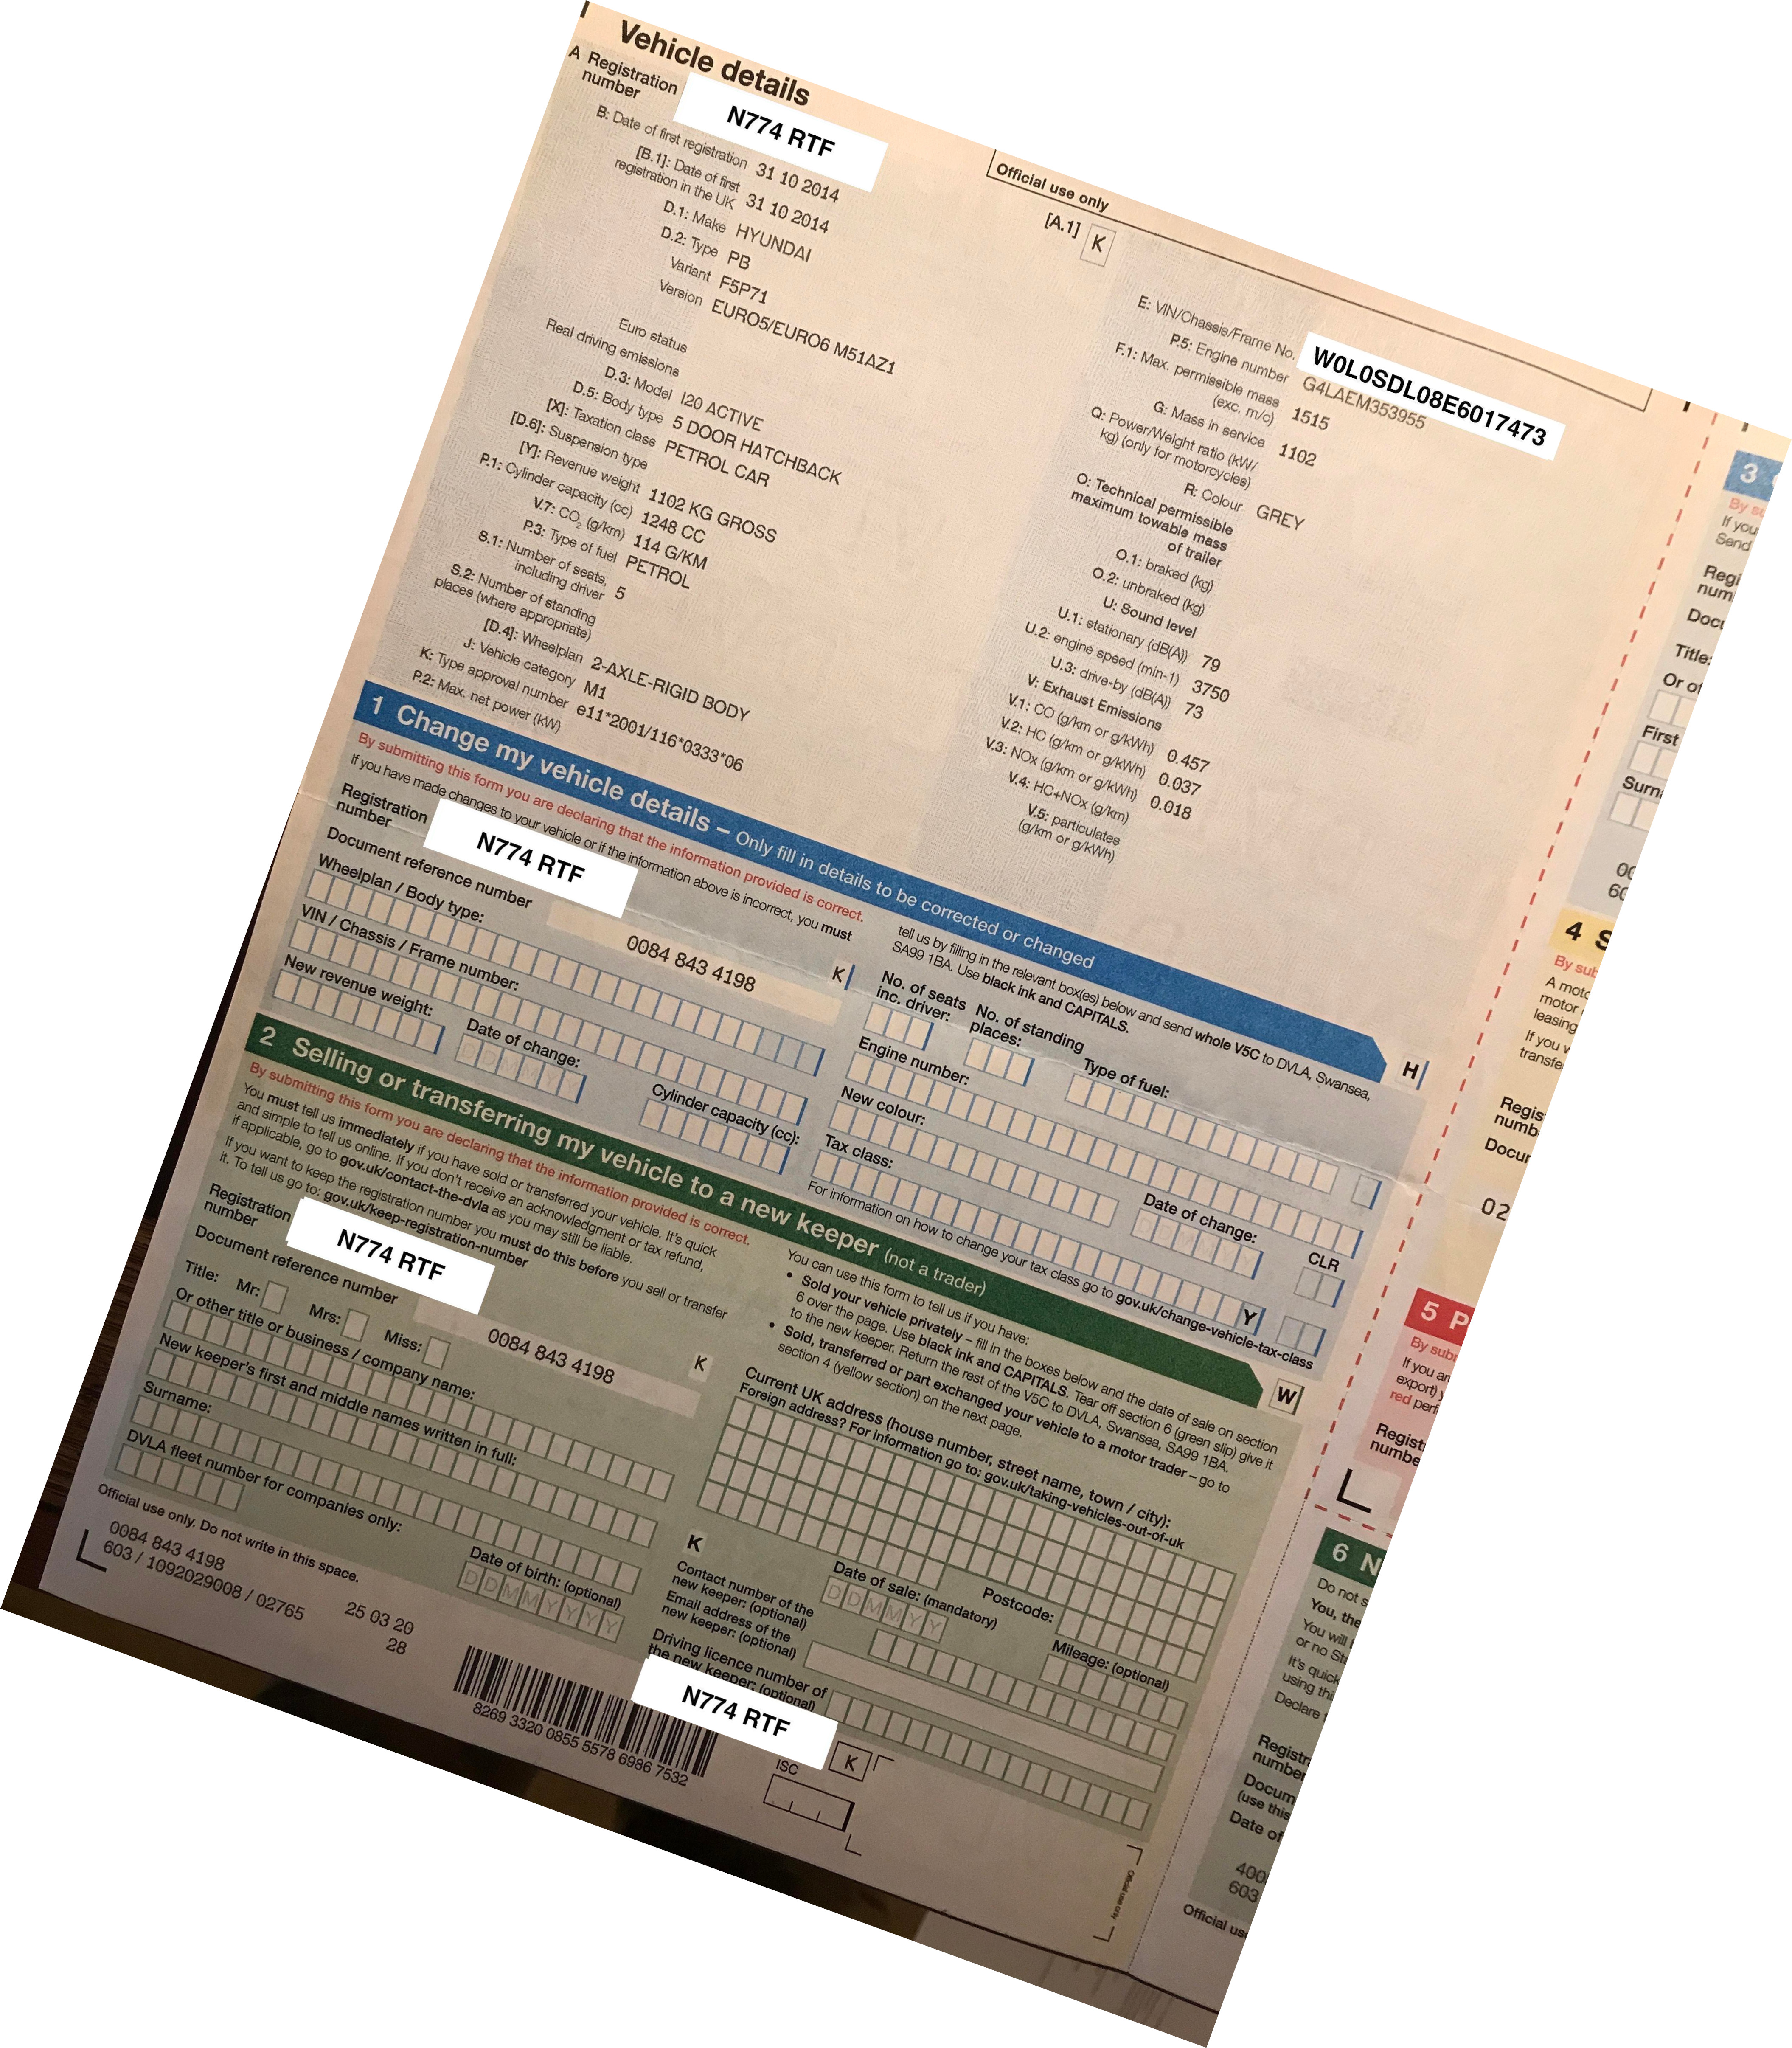 Vehicle details
A Registration
number
N774 RTF
B: Date of first registration 31 10 2014
[B.1]: Date of first
registration in the UK 31 10 2014
D.1: Make HYUNDAI
D.2: Type PB
Variant F5P71
Version EURO5/EURO6 M51AZ1
Euro status
Real driving emissions
D.3: Model I20 ACTIVE
D.5: Body type 5 DOOR HATCHBACK
[X]: Taxation class PETROL CAR
[D.6]: Suspension type
[Y]: Revenue weight 1102 KG GROSS
P.1: Cylinder capacity (cc) 1248 CC
V.7: CO2 (g/km) 114 G/KM
P.3: Type of fuel PETROL
S.1: Number of seats,
including driver 5
S.2: Number of standing
places (where appropriate)
[D.4]: Wheelplan 2-AXLE-RIGID BODY
J: Vehicle category M1
K: Type approval number e11*2001/116*0333*06
P.2: Max. net power (kW)
Official use only
[A.1] K
E: VIN/Chassis/Frame No. W0L0SDL08E6017473
P.5: Engine number G4LAEM353955
F.1: Max. permissible mass
(exc. m/c) 1515
G: Mass in service 1102
Q: Power/Weight ratio (kW/
kg) (only for motorcycles)
R: Colour GREY
O: Technical permissible
maximum towable mass
of trailer
O.1: braked (kg)
O.2: unbraked (kg)
U: Sound level
U.1: stationary (dB(A)) 79
U.2: engine speed (min-1) 3750
U.3: drive-by (dB(A)) 73
V: Exhaust Emissions
V.1: CO (g/km or g/kWh) 0.457
V.2: HC (g/km or g/kWh) 0.037
V.3: NOx (g/km or g/kWh) 0.018
V.4: HC+NOx (g/km)
V.5: particulates
(g/km or g/kWh)
1 Change my vehicle details – Only fill in details to be corrected or changed
H
By submitting this form you are declaring that the information provided is correct.
If you have made changes to your vehicle or if the information above is incorrect, you must
tell us by filling in the relevant box(es) below and send whole V5C to DVLA, Swansea,
SA99 1BA. Use black ink and CAPITALS.
Registration
number
N774 RTF
Document reference number 0084 843 4198
K
Wheelplan / Body type:
VIN / Chassis / Frame number:
New revenue weight:
Date of change:
DDMMYY
Cylinder capacity (cc):
No. of seats
inc. driver:
No. of standing
places:
Type of fuel:
Engine number:
New colour:
Date of change:
DDMMYY
CLR
Tax class:
Y
For information on how to change your tax class go to gov.uk/change-vehicle-tax-class
2 Selling or transferring my vehicle to a new keeper (not a trader)
W
By submitting this form you are declaring that the information provided is correct.
You must tell us immediately if you have sold or transferred your vehicle. It's quick
and simple to tell us online. If you don't receive an acknowledgment or tax refund,
if applicable, go to gov.uk/contact-the-dvla as you may still be liable.
If you want to keep the registration number you must do this before you sell or transfer
it. To tell us go to: gov.uk/keep-registration-number
You can use this form to tell us if you have:
• Sold your vehicle privately – fill in the boxes below and the date of sale on section
6 over the page. Use black ink and CAPITALS. Tear off section 6 (green slip) give it
to the new keeper. Return the rest of the V5C to DVLA, Swansea, SA99 1BA.
• Sold, transferred or part exchanged your vehicle to a motor trader – go to
section 4 (yellow section) on the next page.
Registration
number
N774 RTF
Document reference number 0084 843 4198
K
Title: Mr: Mrs: Miss:
Or other title or business / company name:
New keeper's first and middle names written in full:
Surname:
DVLA fleet number for companies only:
Date of birth: (optional)
DDMMYYYY
Current UK address (house number, street name, town / city):
Foreign address? For information go to: gov.uk/taking-vehicles-out-of-uk
Postcode:
K
Date of sale: (mandatory)
DDMMYY
Mileage: (optional)
Contact number of the
new keeper: (optional)
Email address of the
new keeper: (optional)
Driving licence number of
the new keeper: (optional)
Official use only. Do not write in this space.
0084 843 4198
603 / 1092029008 / 02765
25 03 20
28
8269 3320 0855 5578 6986 7532
N774 RTF
K
ISC
Official use only
3
By su
If you
Send
Regi
num
Docu
Title:
Or ot
First
Surna
00
60
4 S
By sub
A moto
motor
leasing
If you v
transfe
Regis
numb
Docur
02
5 P
By subr
If you ar
export) y
red perf
Registr
numbe
6 N
Do not s
You, the
You will
or no Sta
It's quick
using thi
Declare
Registr
number
Docum
(use this
Date of
400
603
Official us